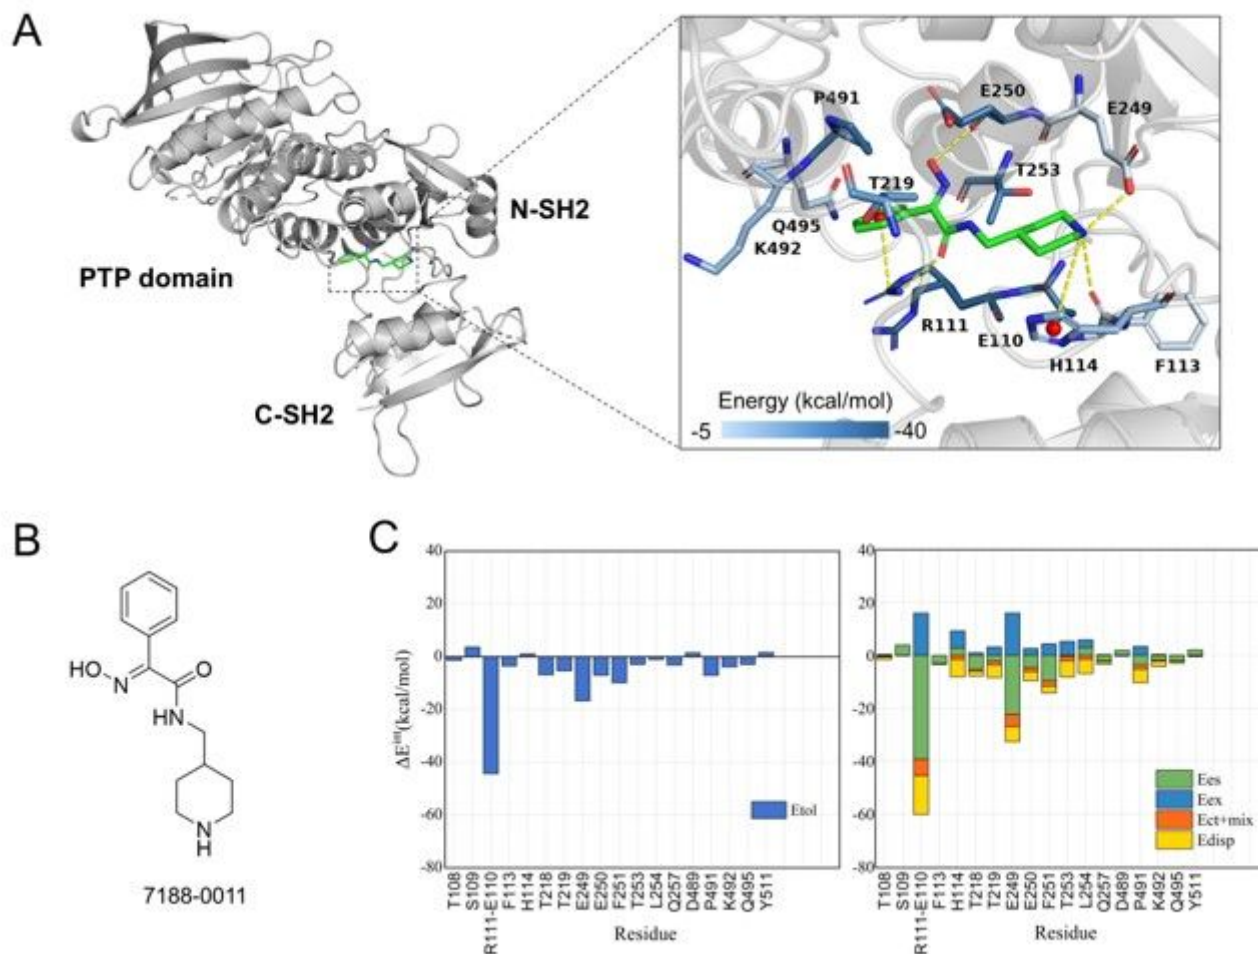 A
PTP domain
N-SH2
C-SH2
P491
E250
E249
T219
T253
Q495
K492
R111
E110
H114
F113
Energy (kcal/mol)
-5
-40
B
HO
N
O
NH
N
H
7188-0011
C
ΔE^int(kcal/mol)
40
20
0
-20
-40
-60
-80
Etol
T108
S109
R111-E110
F113
H114
T218
T219
E249
E250
F251
T253
L254
Q257
D489
P491
K492
Q495
Y511
Residue
40
20
0
-20
-40
-60
-80
Ees
Eex
Ect+mix
Edisp
T108
S109
R111-E110
F113
H114
T218
T219
E249
E250
F251
T253
L254
Q257
D489
P491
K492
Q495
Y511
Residue